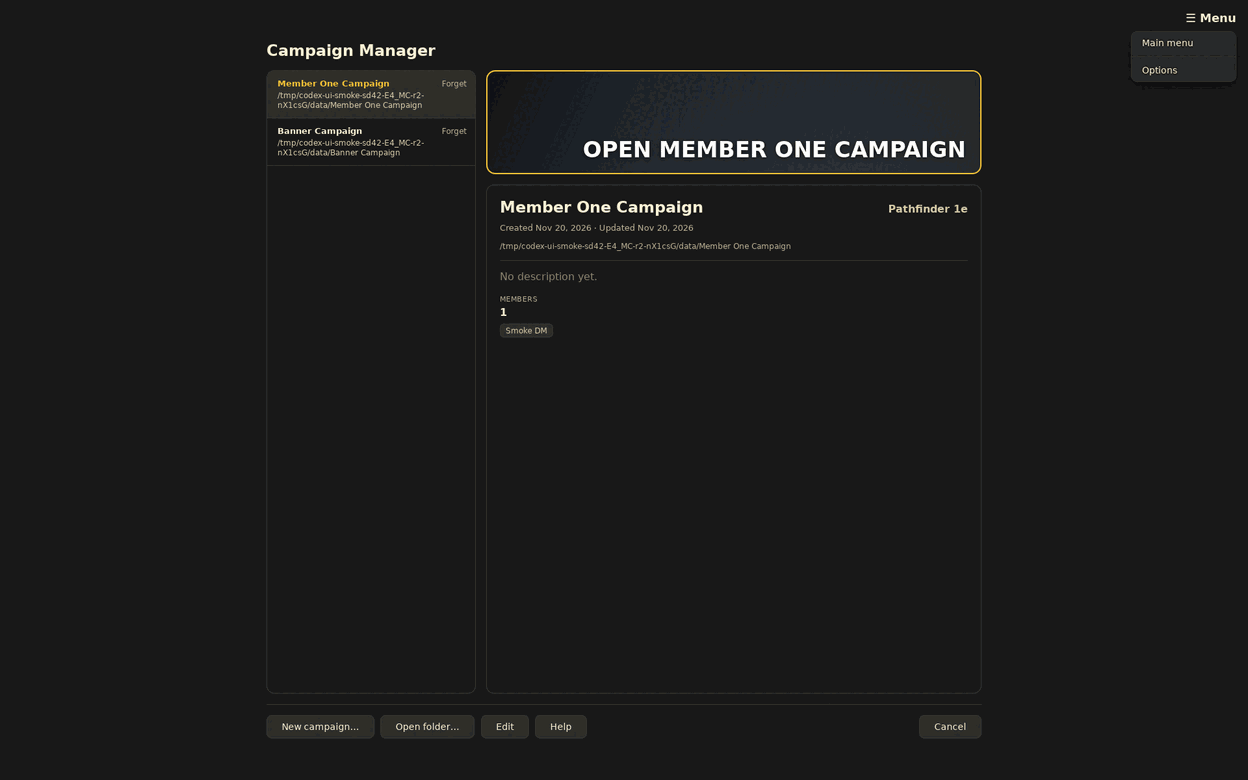 ☰ Menu
Main menu
Options
Campaign Manager
Member One Campaign Forget
/tmp/codex-ui-smoke-sd42-E4_MC-r2-
nX1csG/data/Member One Campaign
Banner Campaign Forget
/tmp/codex-ui-smoke-sd42-E4_MC-r2-
nX1csG/data/Banner Campaign
OPEN MEMBER ONE CAMPAIGN
Member One Campaign Pathfinder 1e
Created Nov 20, 2026 · Updated Nov 20, 2026
/tmp/codex-ui-smoke-sd42-E4_MC-r2-nX1csG/data/Member One Campaign
No description yet.
MEMBERS
1
Smoke DM
New campaign... Open folder... Edit Help Cancel